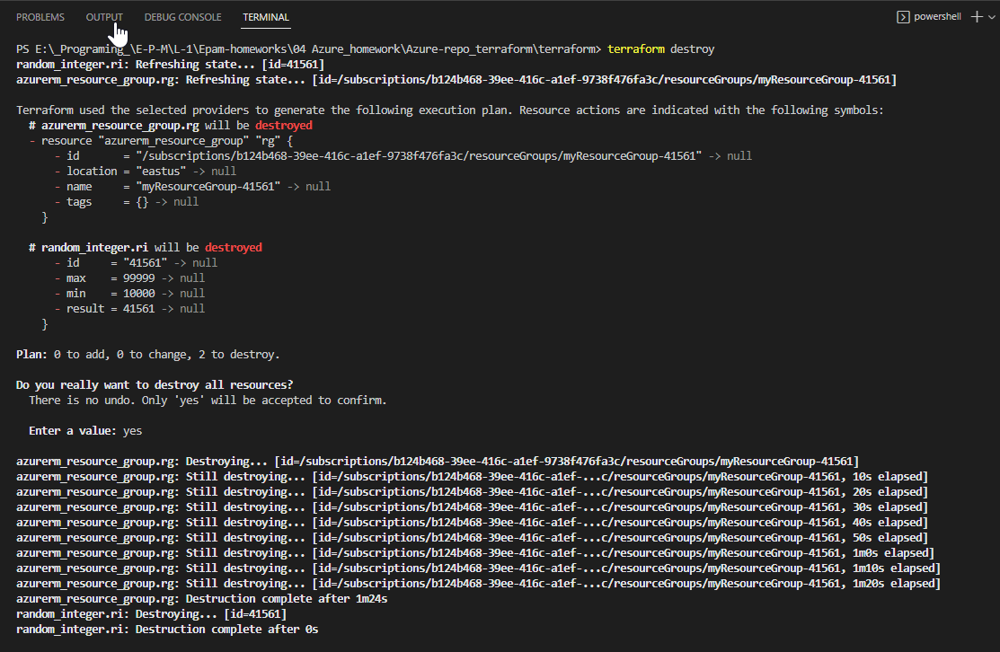 PROBLEMS OUTPUT DEBUG CONSOLE TERMINAL powershell
PS E:\_Programing_\E-P-M\L-1\Epam-homeworks\04 Azure_homework\Azure-repo_terraform\terraform> terraform destroy
random_integer.ri: Refreshing state... [id=41561]
azurerm_resource_group.rg: Refreshing state... [id=/subscriptions/b124b468-39ee-416c-a1ef-9738f476fa3c/resourceGroups/myResourceGroup-41561]
Terraform used the selected providers to generate the following execution plan. Resource actions are indicated with the following symbols:
# azurerm_resource_group.rg will be destroyed
- resource "azurerm_resource_group" "rg" {
- id       = "/subscriptions/b124b468-39ee-416c-a1ef-9738f476fa3c/resourceGroups/myResourceGroup-41561" -> null
- location = "eastus" -> null
- name     = "myResourceGroup-41561" -> null
- tags     = {} -> null
}
# random_integer.ri will be destroyed
- id     = "41561" -> null
- max    = 99999 -> null
- min    = 10000 -> null
- result = 41561 -> null
}
Plan: 0 to add, 0 to change, 2 to destroy.
Do you really want to destroy all resources?
There is no undo. Only 'yes' will be accepted to confirm.
Enter a value: yes
azurerm_resource_group.rg: Destroying... [id=/subscriptions/b124b468-39ee-416c-a1ef-9738f476fa3c/resourceGroups/myResourceGroup-41561]
azurerm_resource_group.rg: Still destroying... [id=/subscriptions/b124b468-39ee-416c-a1ef-...c/resourceGroups/myResourceGroup-41561, 10s elapsed]
azurerm_resource_group.rg: Still destroying... [id=/subscriptions/b124b468-39ee-416c-a1ef-...c/resourceGroups/myResourceGroup-41561, 20s elapsed]
azurerm_resource_group.rg: Still destroying... [id=/subscriptions/b124b468-39ee-416c-a1ef-...c/resourceGroups/myResourceGroup-41561, 30s elapsed]
azurerm_resource_group.rg: Still destroying... [id=/subscriptions/b124b468-39ee-416c-a1ef-...c/resourceGroups/myResourceGroup-41561, 40s elapsed]
azurerm_resource_group.rg: Still destroying... [id=/subscriptions/b124b468-39ee-416c-a1ef-...c/resourceGroups/myResourceGroup-41561, 50s elapsed]
azurerm_resource_group.rg: Still destroying... [id=/subscriptions/b124b468-39ee-416c-a1ef-...c/resourceGroups/myResourceGroup-41561, 1m0s elapsed]
azurerm_resource_group.rg: Still destroying... [id=/subscriptions/b124b468-39ee-416c-a1ef-...c/resourceGroups/myResourceGroup-41561, 1m10s elapsed]
azurerm_resource_group.rg: Still destroying... [id=/subscriptions/b124b468-39ee-416c-a1ef-...c/resourceGroups/myResourceGroup-41561, 1m20s elapsed]
azurerm_resource_group.rg: Destruction complete after 1m24s
random_integer.ri: Destroying... [id=41561]
random_integer.ri: Destruction complete after 0s